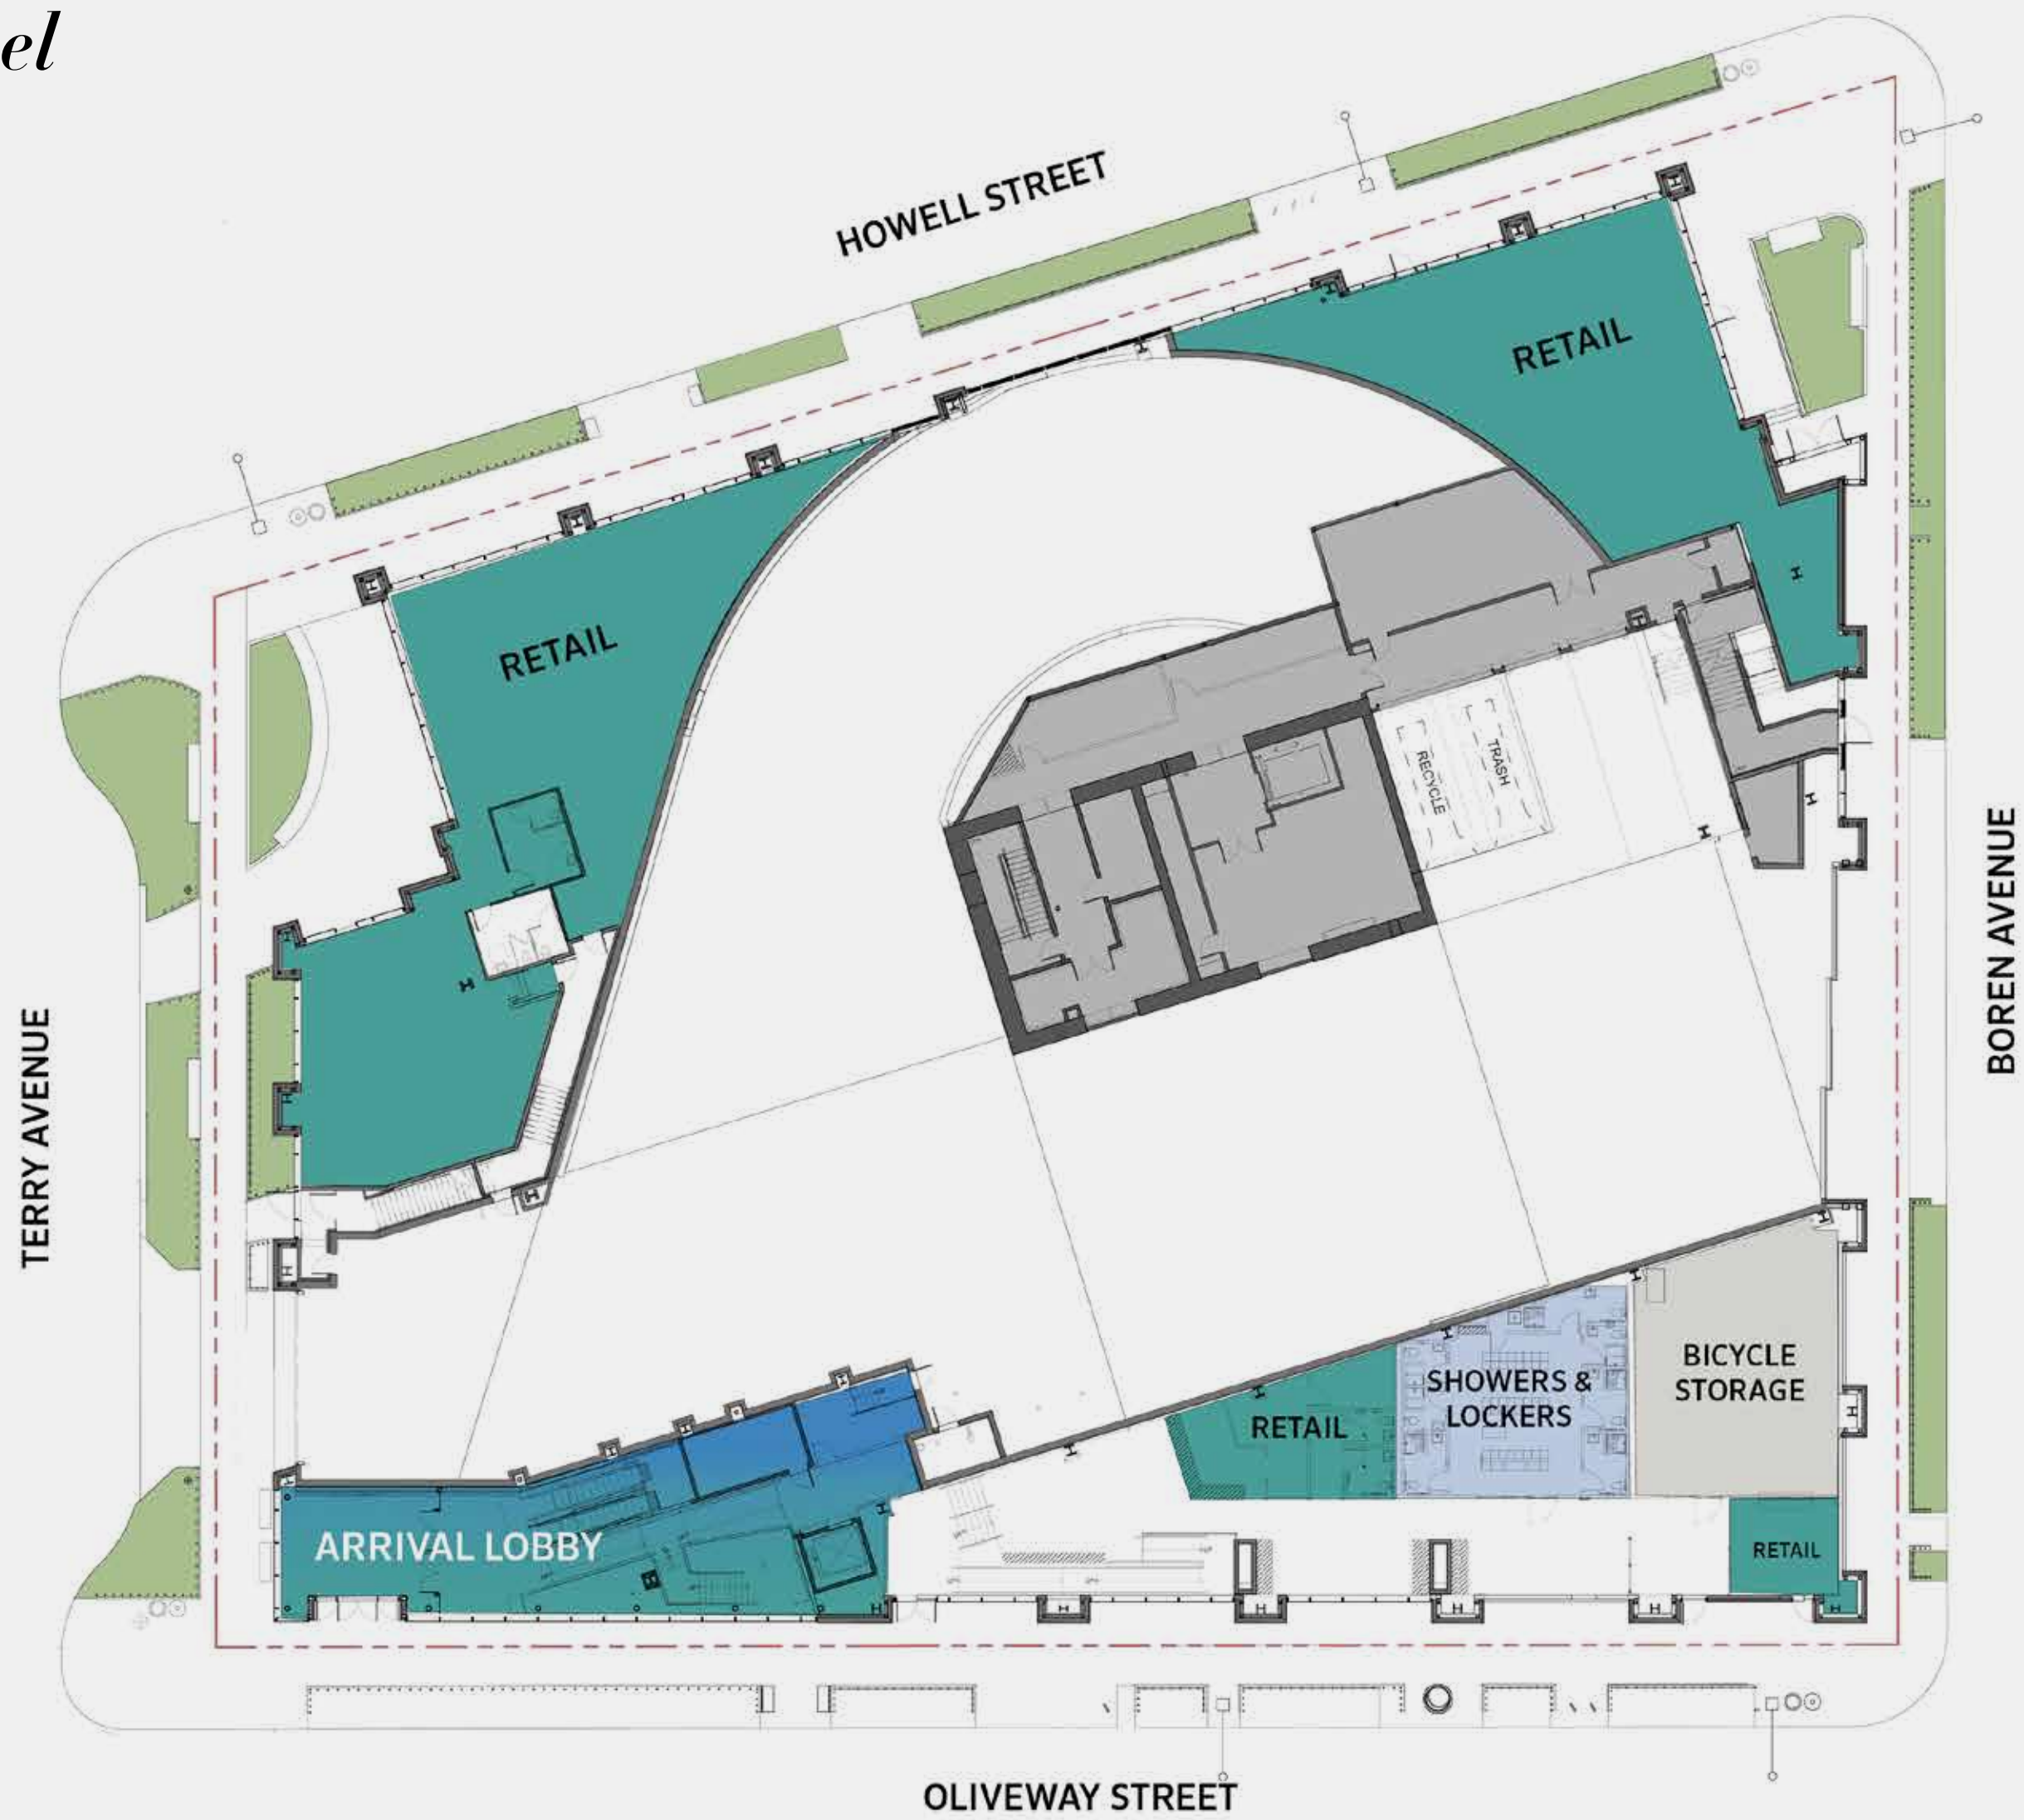 el
HOWELL STREET
RETAIL
RETAIL
RECYCLE
TRASH
TERRY AVENUE
BOREN AVENUE
BICYCLE
STORAGE
SHOWERS &
LOCKERS
RETAIL
ARRIVAL LOBBY
RETAIL
OLIVEWAY STREET